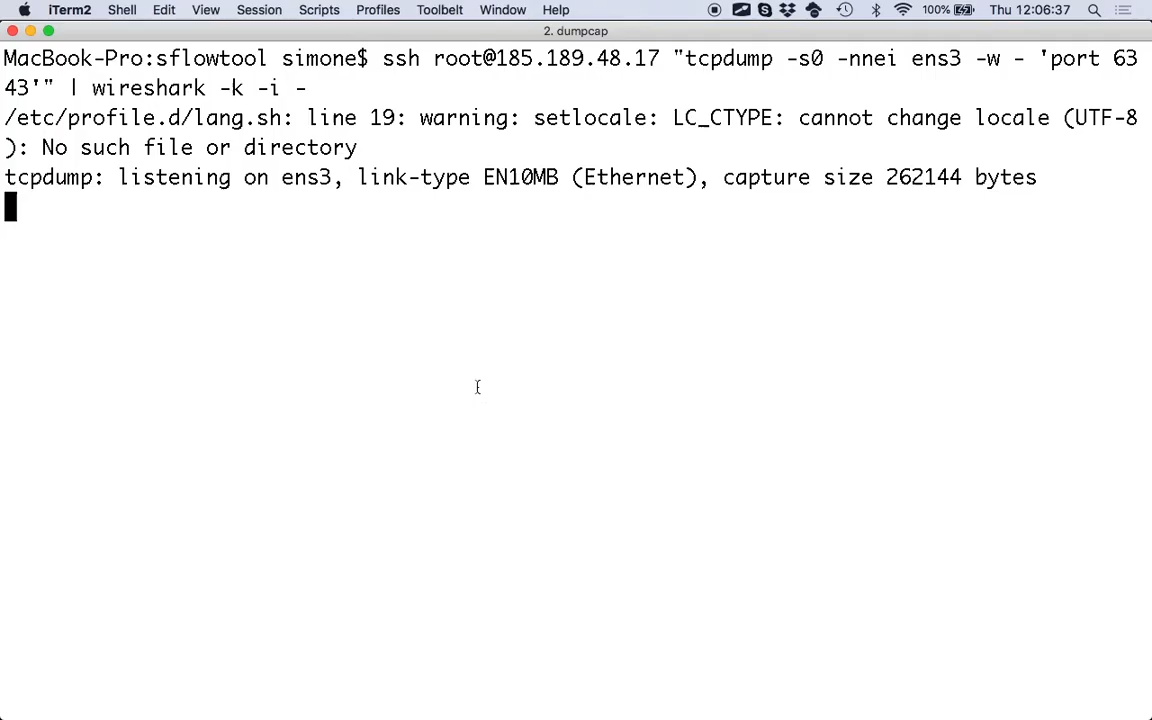 iTerm2 Shell Edit View Session Scripts Profiles Toolbelt Window Help 100% Thu 12:06:37
2. dumpcap
MacBook-Pro:sflowtool simone$ ssh root@185.189.48.17 "tcpdump -s0 -nnei ens3 -w - 'port 63
43'" | wireshark -k -i -
/etc/profile.d/lang.sh: line 19: warning: setlocale: LC_CTYPE: cannot change locale (UTF-8
): No such file or directory
tcpdump: listening on ens3, link-type EN10MB (Ethernet), capture size 262144 bytes